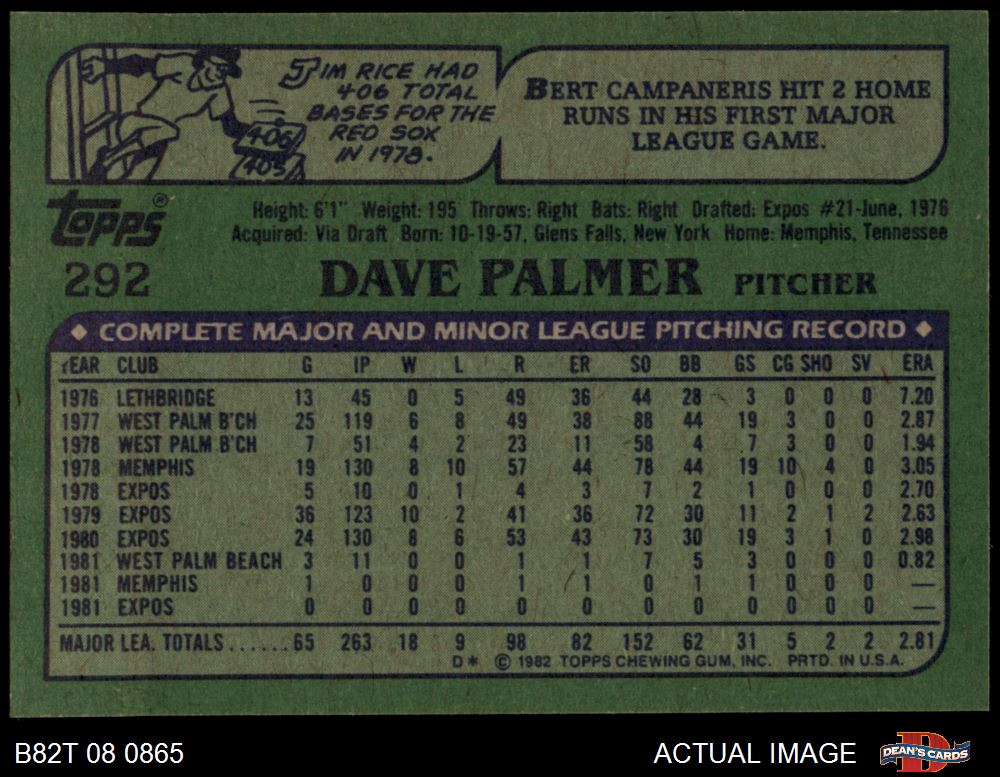 JIM RICE HAD
406 TOTAL
BASES FOR THE
RED SOX
IN 1978.
406
405
BERT CAMPANERIS HIT 2 HOME
RUNS IN HIS FIRST MAJOR
LEAGUE GAME.
topps®
Height: 6'1" Weight: 195 Throws: Right Bats: Right Drafted: Expos #21-June, 1976
Acquired: Via Draft Born: 10-19-57, Glens Falls, New York Home: Memphis, Tennessee
292 DAVE PALMER PITCHER
◆ COMPLETE MAJOR AND MINOR LEAGUE PITCHING RECORD ◆
YEAR CLUB G IP W L R ER SO BB GS CG SHO SV ERA
1976 LETHBRIDGE 13 45 0 5 49 36 44 28 3 0 0 0 7.20
1977 WEST PALM B'CH 25 119 6 8 49 38 88 44 19 3 0 0 2.87
1978 WEST PALM B'CH 7 51 4 2 23 11 58 4 7 3 0 0 1.94
1978 MEMPHIS 19 130 8 10 57 44 78 44 19 10 4 0 3.05
1978 EXPOS 5 10 0 1 4 3 7 2 1 0 0 0 2.70
1979 EXPOS 36 123 10 2 41 36 72 30 11 2 1 2 2.63
1980 EXPOS 24 130 8 6 53 43 73 30 19 3 1 0 2.98
1981 WEST PALM BEACH 3 11 0 0 1 1 7 5 3 0 0 0 0.82
1981 MEMPHIS 1 0 0 0 1 1 0 1 1 0 0 0 —
1981 EXPOS 0 0 0 0 0 0 0 0 0 0 0 0 —
MAJOR LEA. TOTALS......65 263 18 9 98 82 152 62 31 5 2 2 2.81
D* © 1982 TOPPS CHEWING GUM, INC. PRTD. IN U.S.A.
B82T 08 0865 ACTUAL IMAGE DEAN'S CARDS